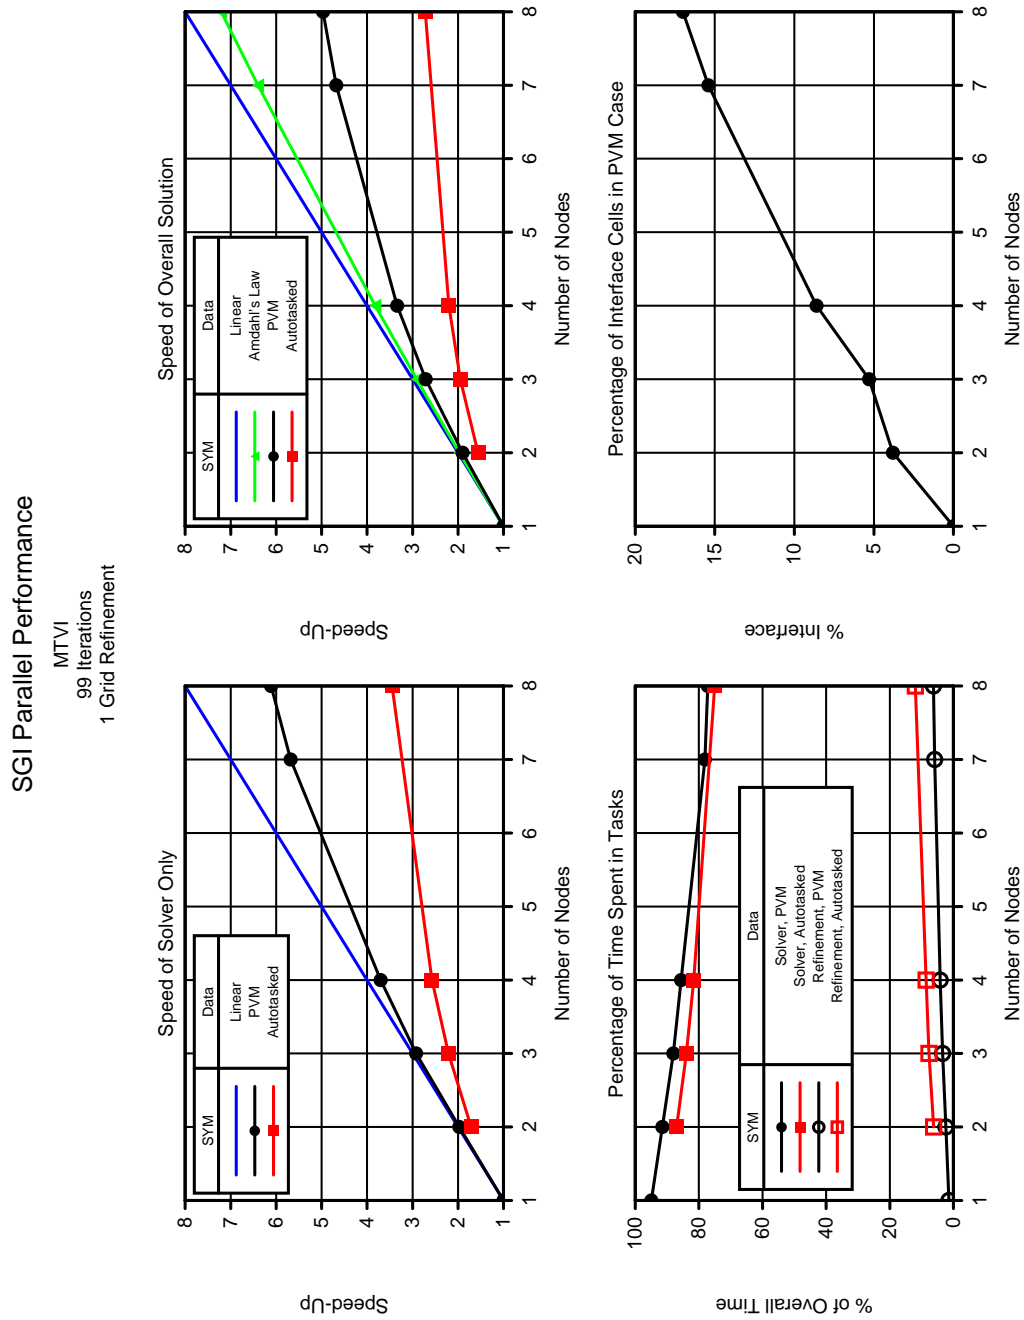 SGI Parallel Performance
MTVI
99 Iterations
1 Grid Refinement
Speed of Solver Only
SYM Data
Linear
PVM
Autotasked
Speed-Up
8
7
6
5
4
3
2
1
1 2 3 4 5 6 7 8
Number of Nodes
Speed of Overall Solution
SYM Data
Linear
Amdahl's Law
PVM
Autotasked
Speed-Up
8
7
6
5
4
3
2
1
1 2 3 4 5 6 7 8
Number of Nodes
Percentage of Time Spent in Tasks
SYM Data
Solver, PVM
Solver, Autotasked
Refinement, PVM
Refinement, Autotasked
% of Overall Time
100
80
60
40
20
0
1 2 3 4 5 6 7 8
Number of Nodes
Percentage of Interface Cells in PVM Case
% Interface
20
15
10
5
0
1 2 3 4 5 6 7 8
Number of Nodes